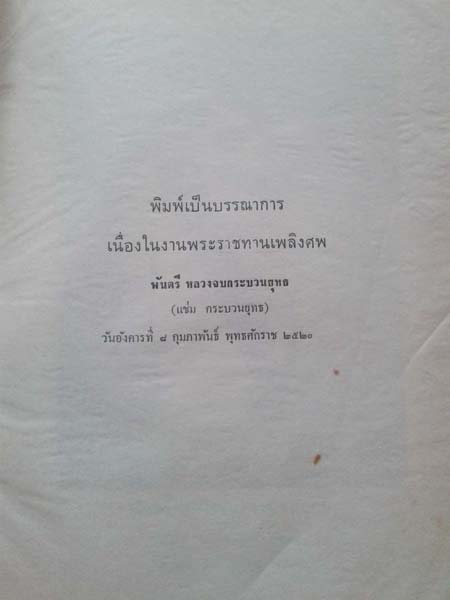 พิมพ์เป็นบรรณาการ
เนื่องในงานพระราชทานเพลิงศพ
พันตรี หลวงจบกระบวนยุทธ
(แช่ม กระบวนยุทธ)
วันอังคารที่ ๘ กุมภาพันธ์ พุทธศักราช ๒๕๒๐